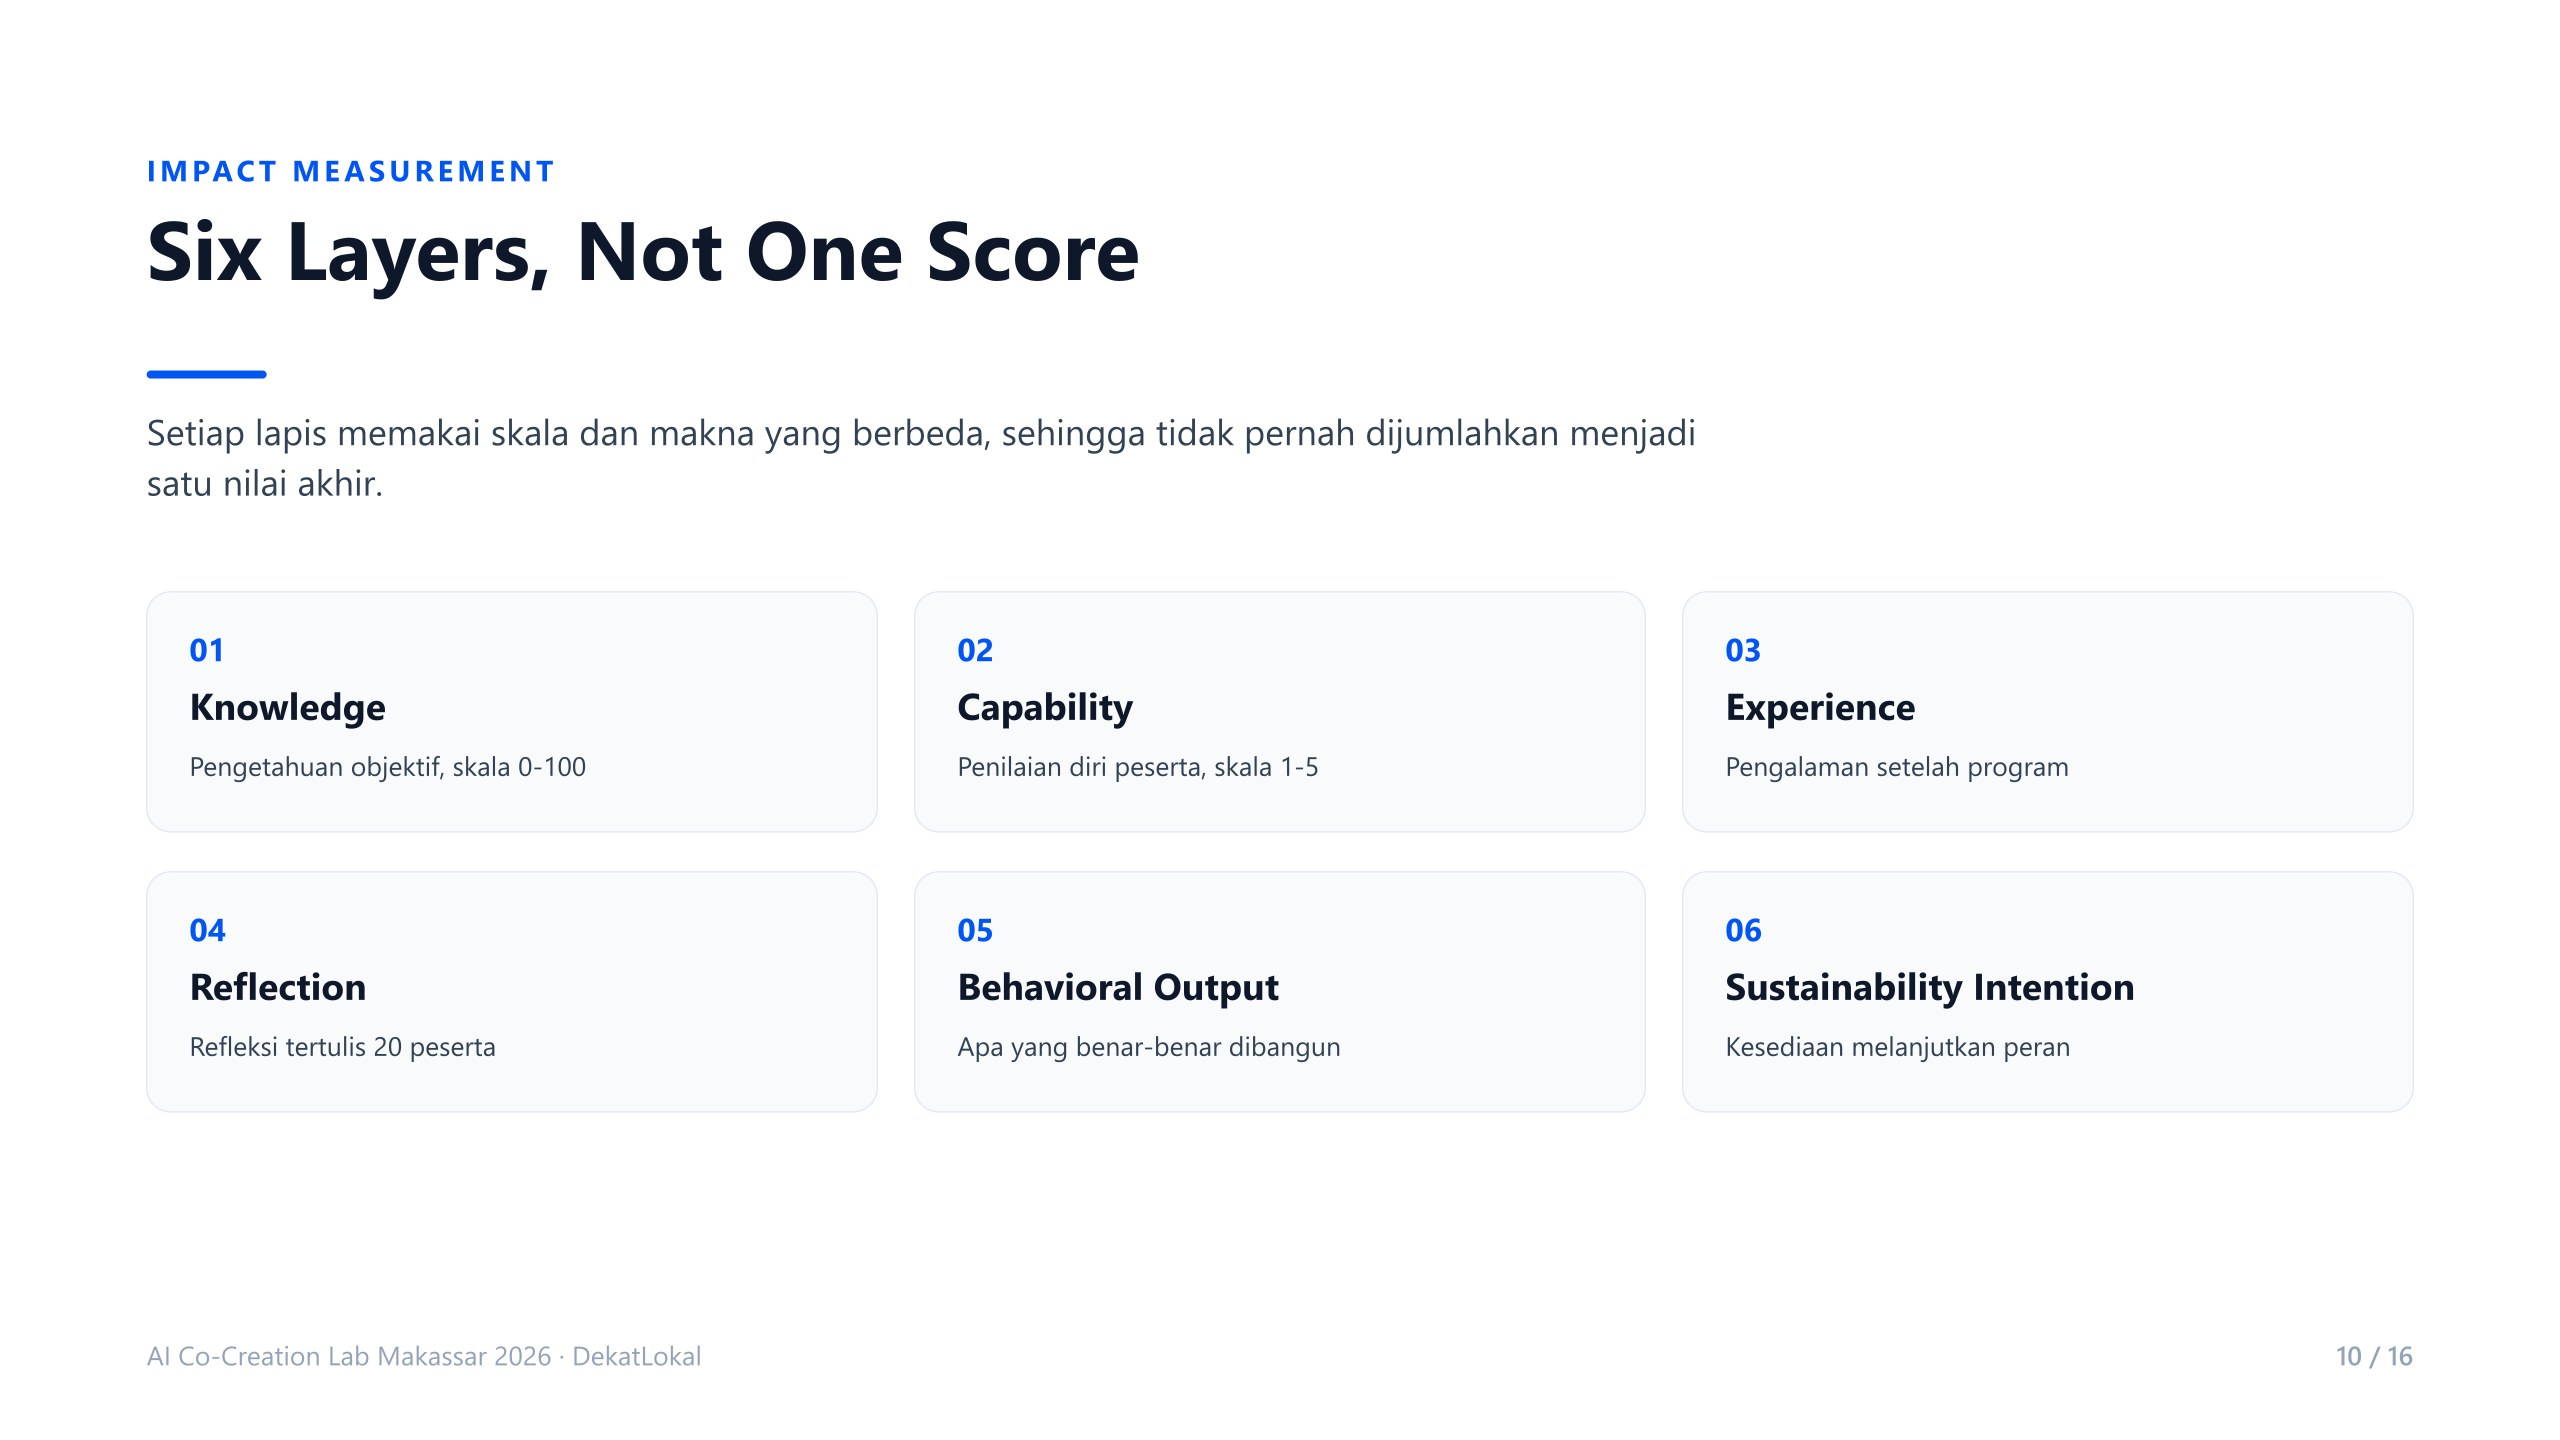 IMPACT MEASUREMENT
Six Layers, Not One Score
Setiap lapis memakai skala dan makna yang berbeda, sehingga tidak pernah dijumlahkan menjadi
satu nilai akhir.
01
Knowledge
Pengetahuan objektif, skala 0-100
02
Capability
Penilaian diri peserta, skala 1-5
03
Experience
Pengalaman setelah program
04
Reflection
Refleksi tertulis 20 peserta
05
Behavioral Output
Apa yang benar-benar dibangun
06
Sustainability Intention
Kesediaan melanjutkan peran
AI Co-Creation Lab Makassar 2026 · DekatLokal
10 / 16